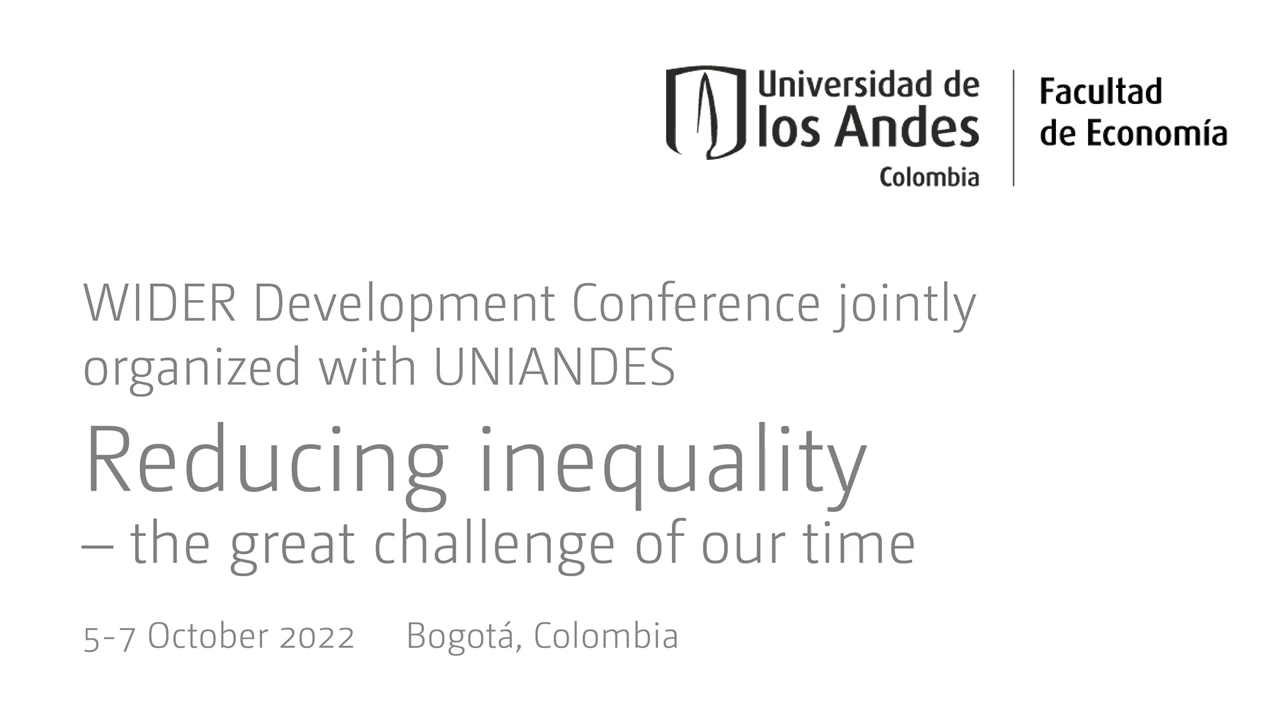 Universidad de
los Andes
Colombia
Facultad
de Economía
WIDER Development Conference jointly
organized with UNIANDES
Reducing inequality
– the great challenge of our time
5-7 October 2022 Bogotá, Colombia